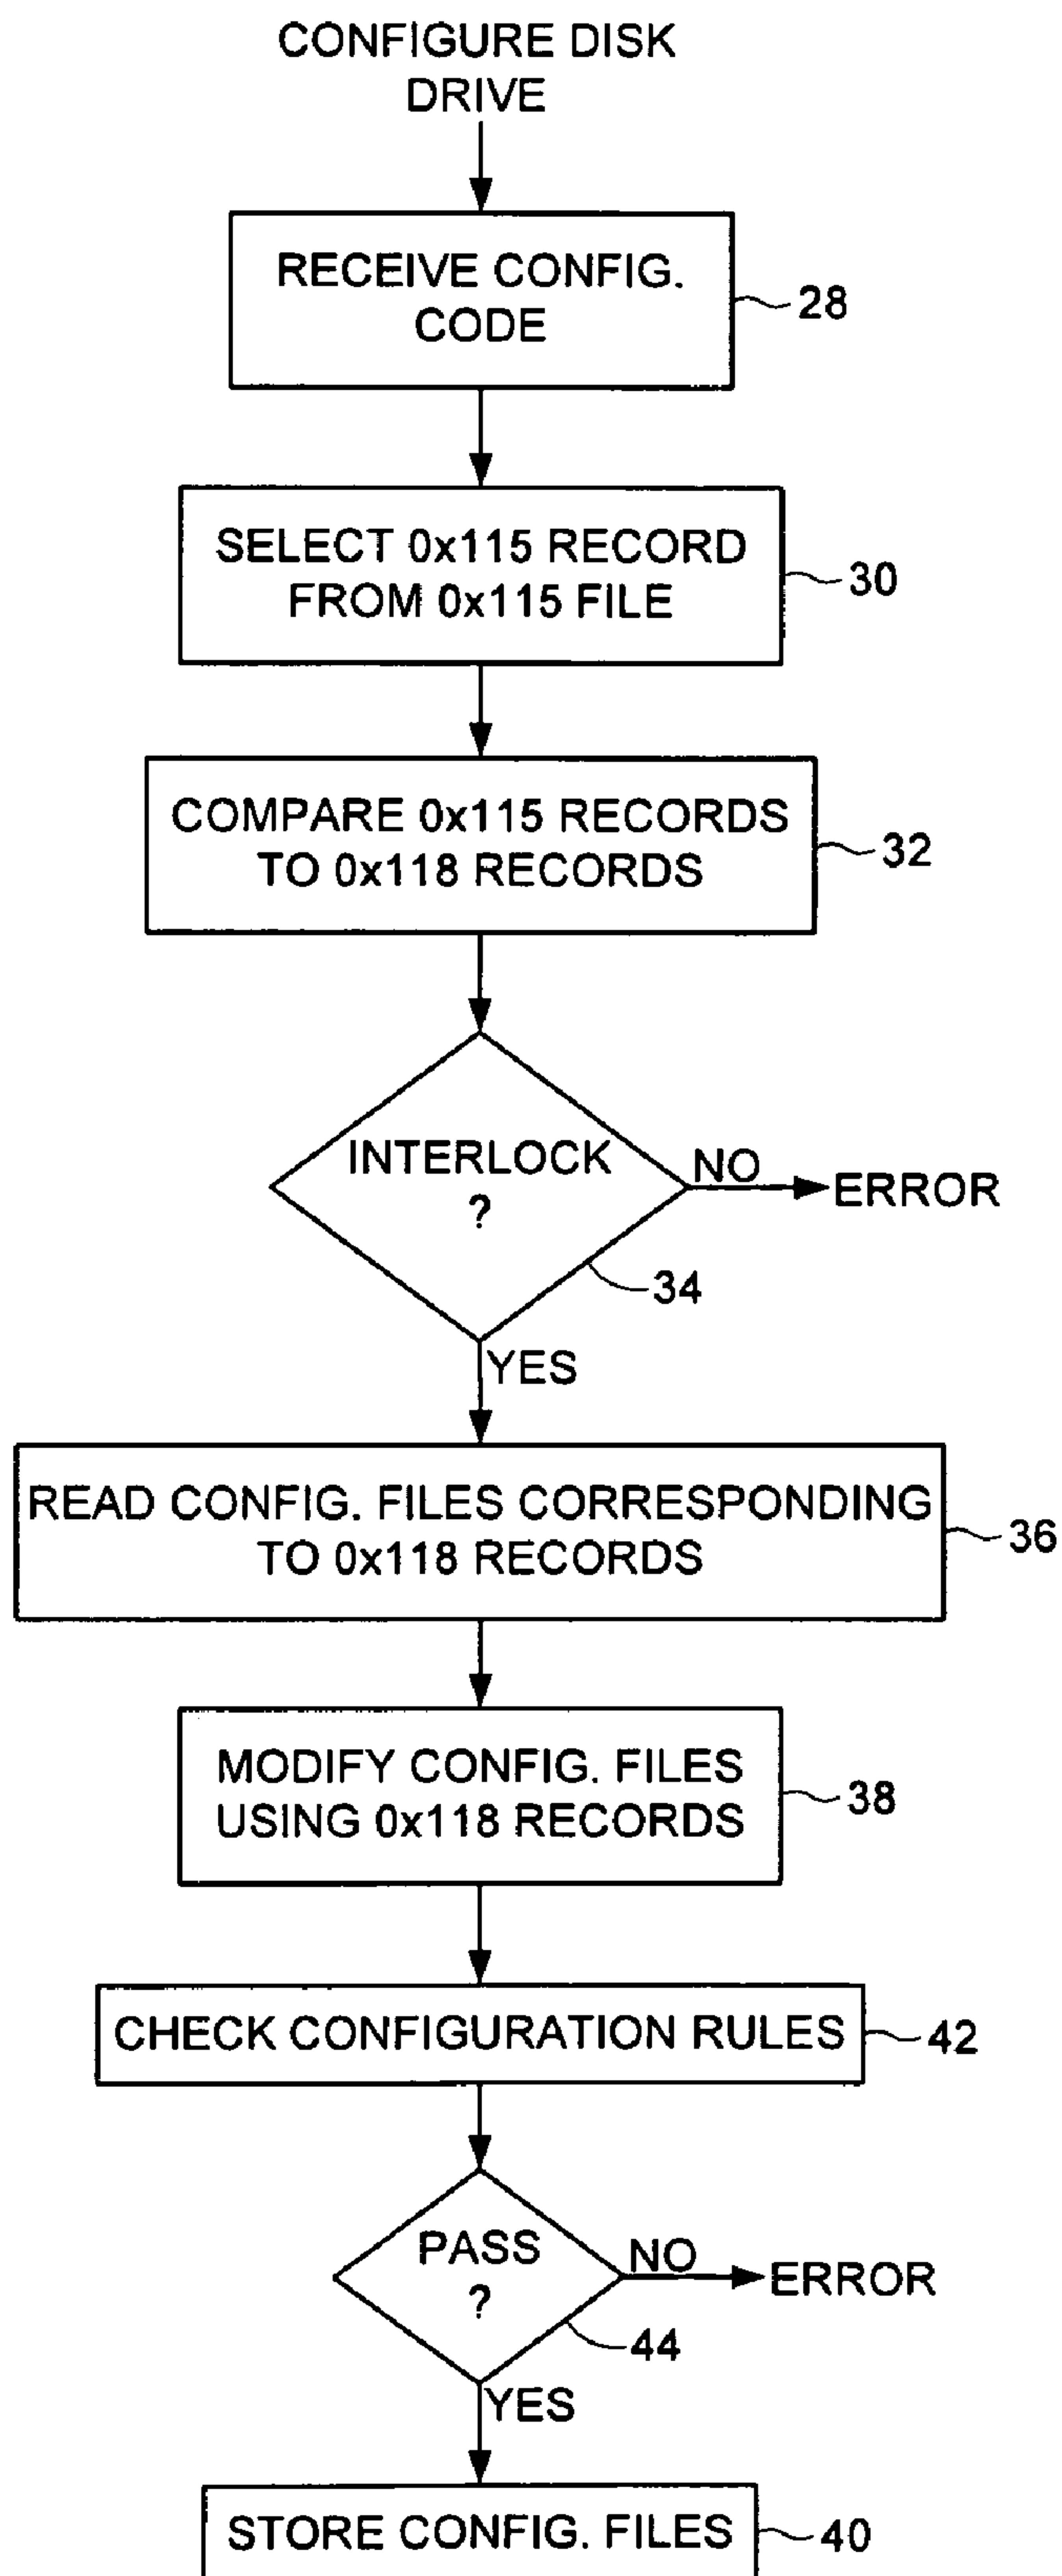 CONFIGURE DISK
DRIVE
RECEIVE CONFIG.
CODE
28
SELECT 0x115 RECORD
FROM 0x115 FILE
30
COMPARE 0x115 RECORDS
TO 0x118 RECORDS
32
INTERLOCK
?
NO
ERROR
34
YES
READ CONFIG. FILES CORRESPONDING
TO 0x118 RECORDS
36
MODIFY CONFIG. FILES
USING 0x118 RECORDS
38
CHECK CONFIGURATION RULES
42
PASS
?
NO
ERROR
44
YES
STORE CONFIG. FILES
40